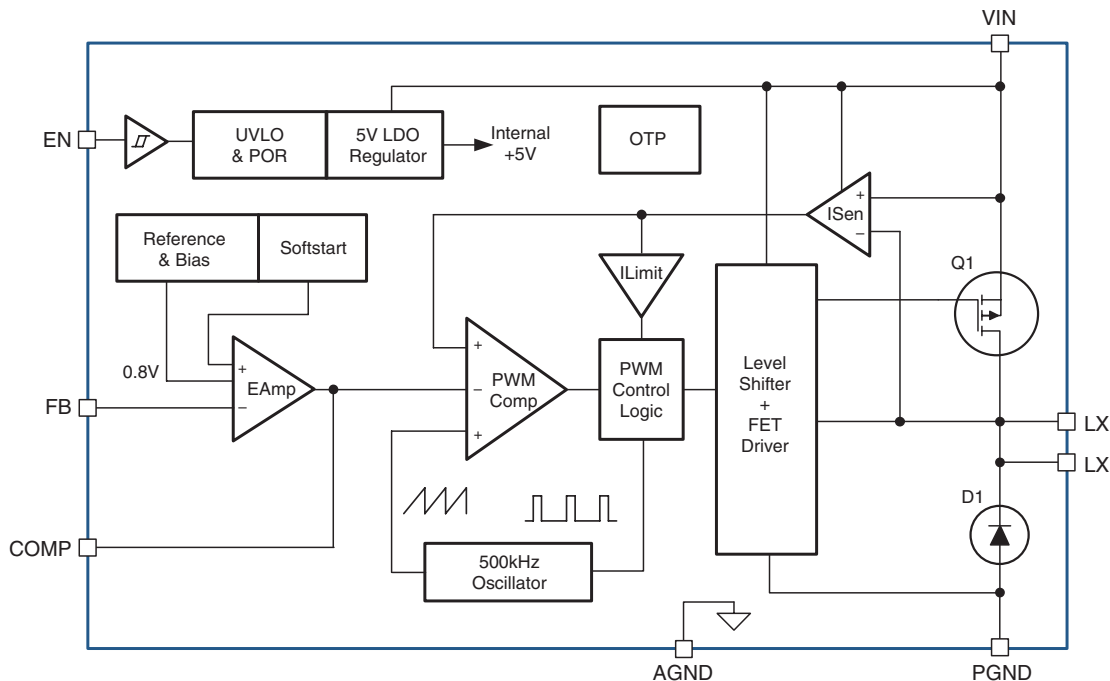 VIN
EN
UVLO
& POR
5V LDO
Regulator
Internal
+5V
OTP
+
ISen
−
Reference
& Bias
Softstart
ILimit
Q1
0.8V
+
EAmp
−
+
−
+
PWM
Comp
PWM
Control
Logic
Level
Shifter
+
FET
Driver
FB
LX
LX
D1
COMP
500kHz
Oscillator
AGND
PGND